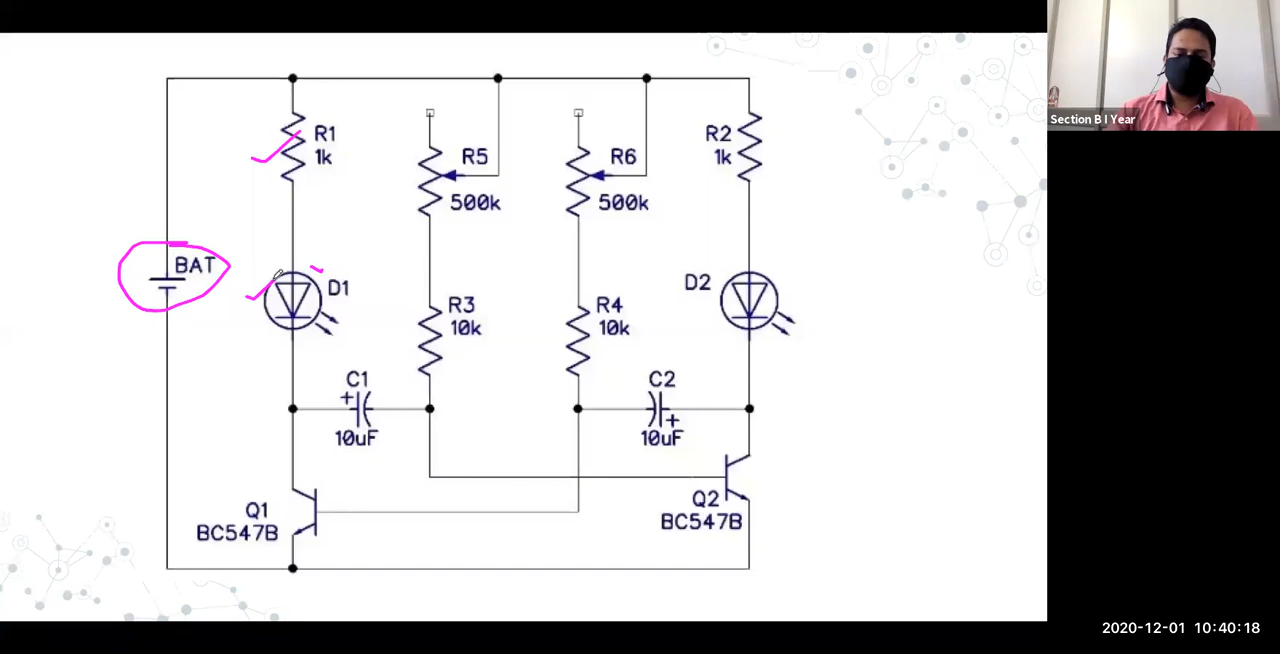 R1
1k
R5
500k
R6
500k
R2
1k
BAT
D1
D2
R3
10k
R4
10k
C1
+
10uF
C2
+
10uF
Q1
BC547B
Q2
BC547B
Section B I Year
2020-12-01 10:40:18